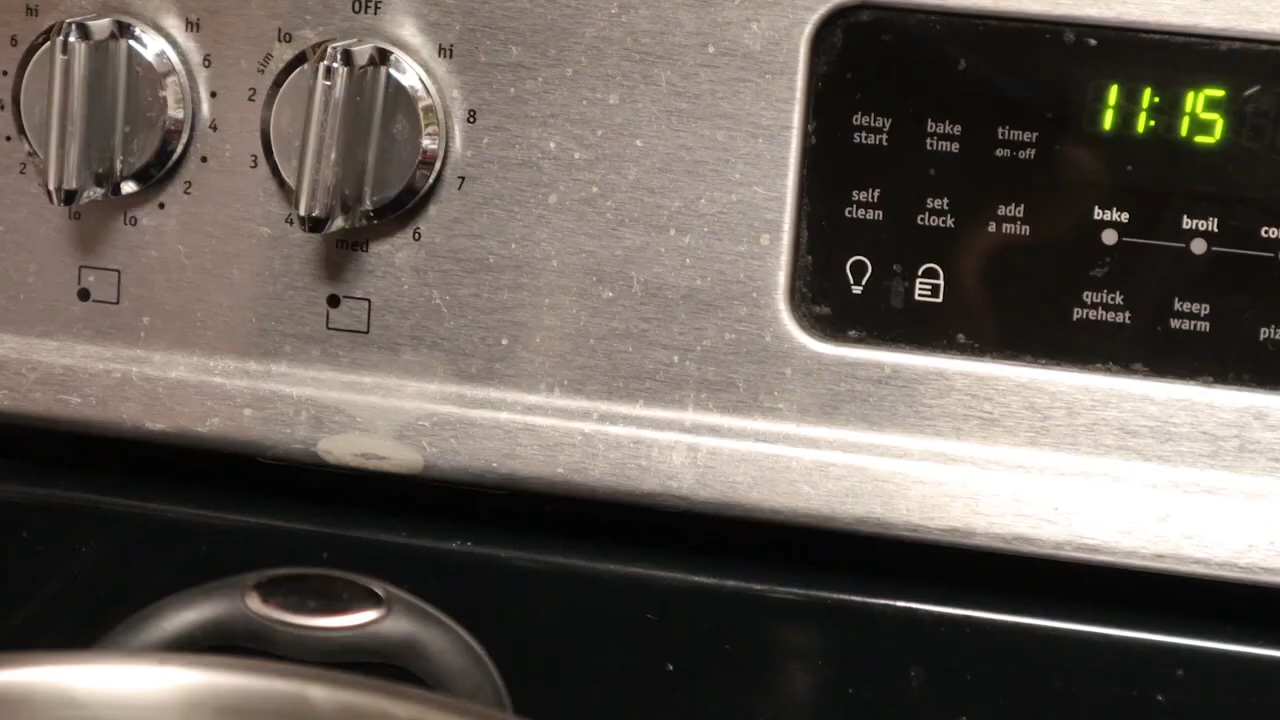 hi
6
4
2
lo
hi
6
4
2
lo
OFF
lo
sim
2
3
4
med
6
7
8
hi
11:15
delay
start
bake
time
timer
on·off
self
clean
set
clock
add
a min
bake
broil
quick
preheat
keep
warm